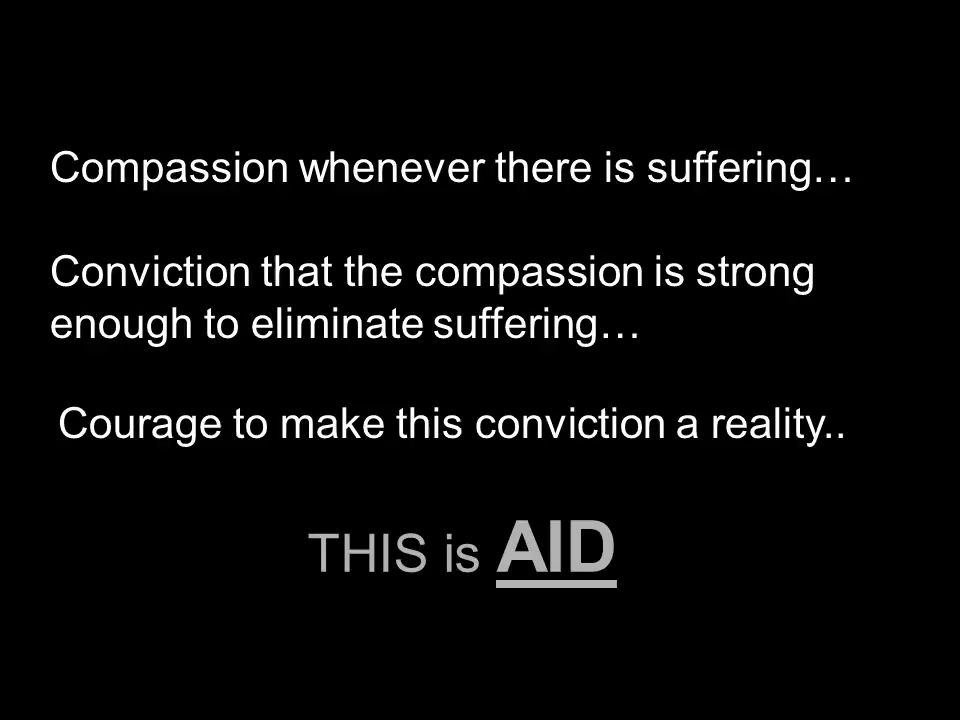 Compassion whenever there is suffering…
Conviction that the compassion is strong
enough to eliminate suffering…
Courage to make this conviction a reality..
THIS is AID